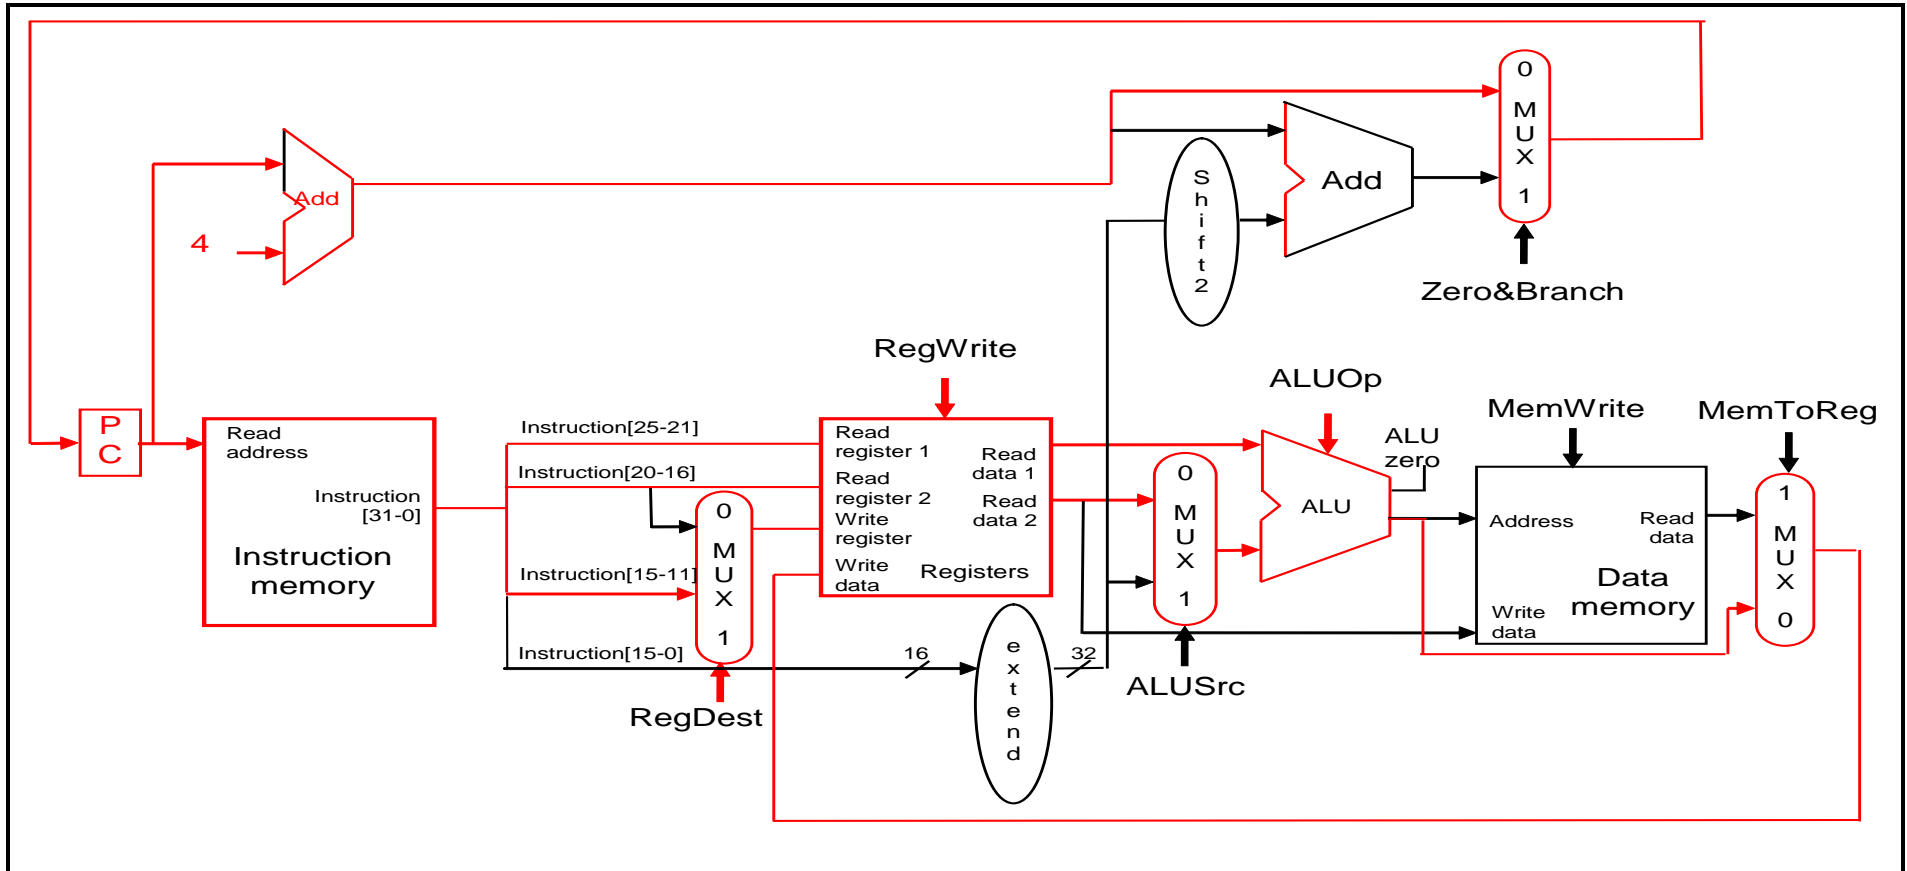 0
M
U
X
1
S
h
i
f
t
2
Add
Add
4
Zero&Branch
RegWrite
ALUOp
MemWrite
MemToReg
P
C
Read
address
Instruction
[31-0]
Instruction
memory
Instruction[25-21]
Instruction[20-16]
Instruction[15-11]
Instruction[15-0]
0
M
U
X
1
RegDest
Read
register 1
Read
register 2
Write
register
Write
data
Read
data 1
Read
data 2
Registers
16
e
x
t
e
n
d
32
0
M
U
X
1
ALUSrc
ALU
ALU
zero
Address
Read
data
Data
memory
Write
data
1
M
U
X
0